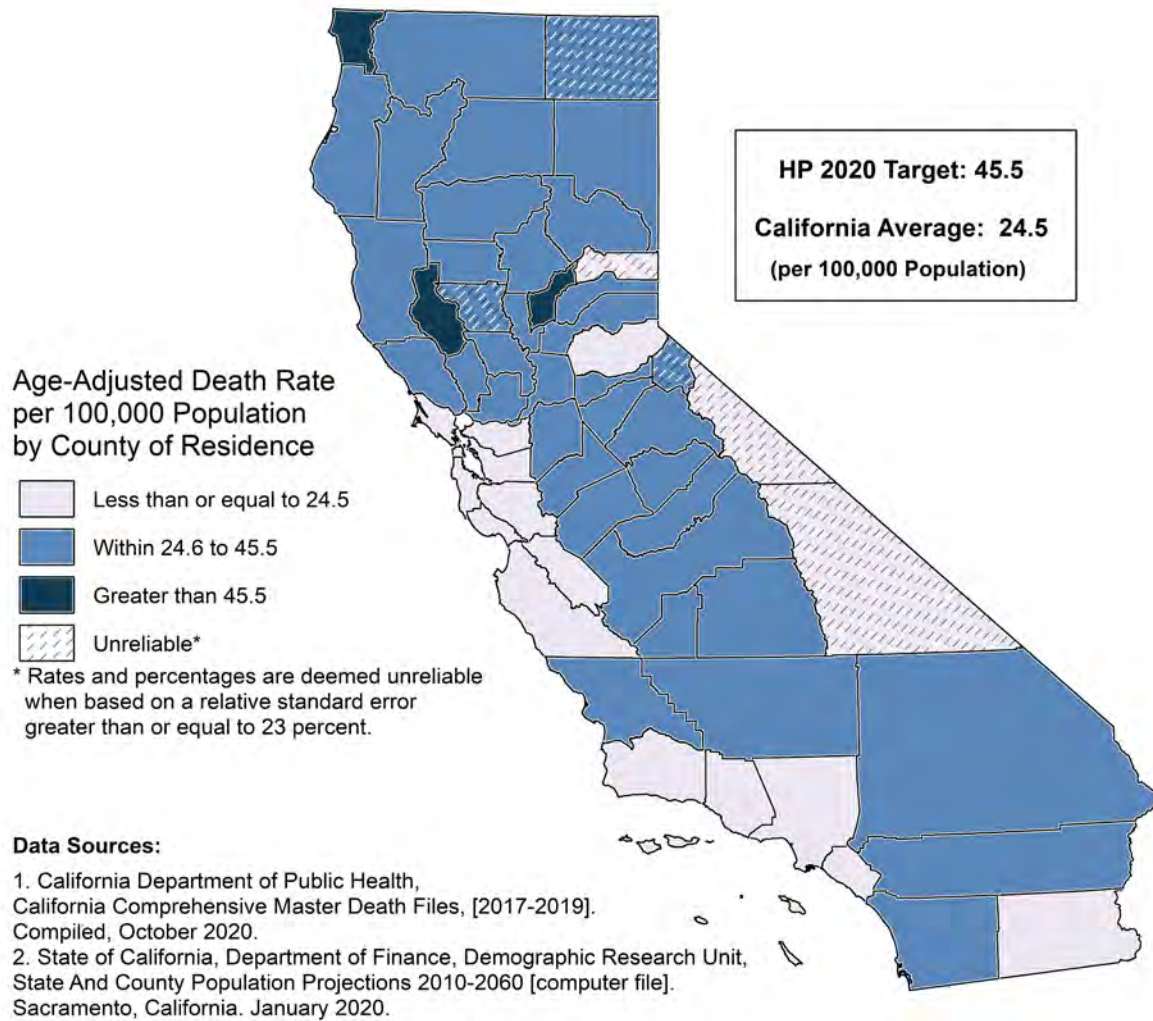 HP 2020 Target: 45.5
California Average: 24.5
(per 100,000 Population)
Age-Adjusted Death Rate
per 100,000 Population
by County of Residence
Less than or equal to 24.5
Within 24.6 to 45.5
Greater than 45.5
Unreliable*
* Rates and percentages are deemed unreliable
when based on a relative standard error
greater than or equal to 23 percent.
Data Sources:
1. California Department of Public Health,
California Comprehensive Master Death Files, [2017-2019].
Compiled, October 2020.
2. State of California, Department of Finance, Demographic Research Unit,
State And County Population Projections 2010-2060 [computer file].
Sacramento, California. January 2020.